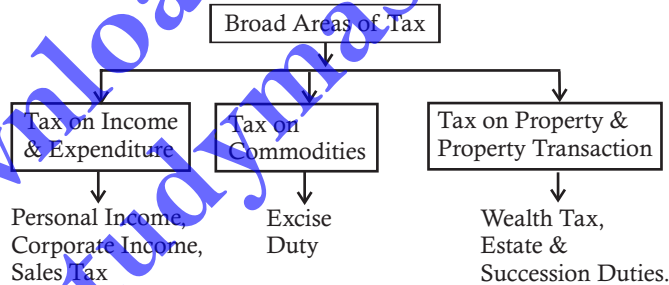 Broad Areas of Tax
Tax on Income
& Expenditure
Tax on
Commodities
Tax on Property &
Property Transaction
Personal Income,
Corporate Income,
Sales Tax
Excise
Duty
Wealth Tax,
Estate &
Succession Duties.